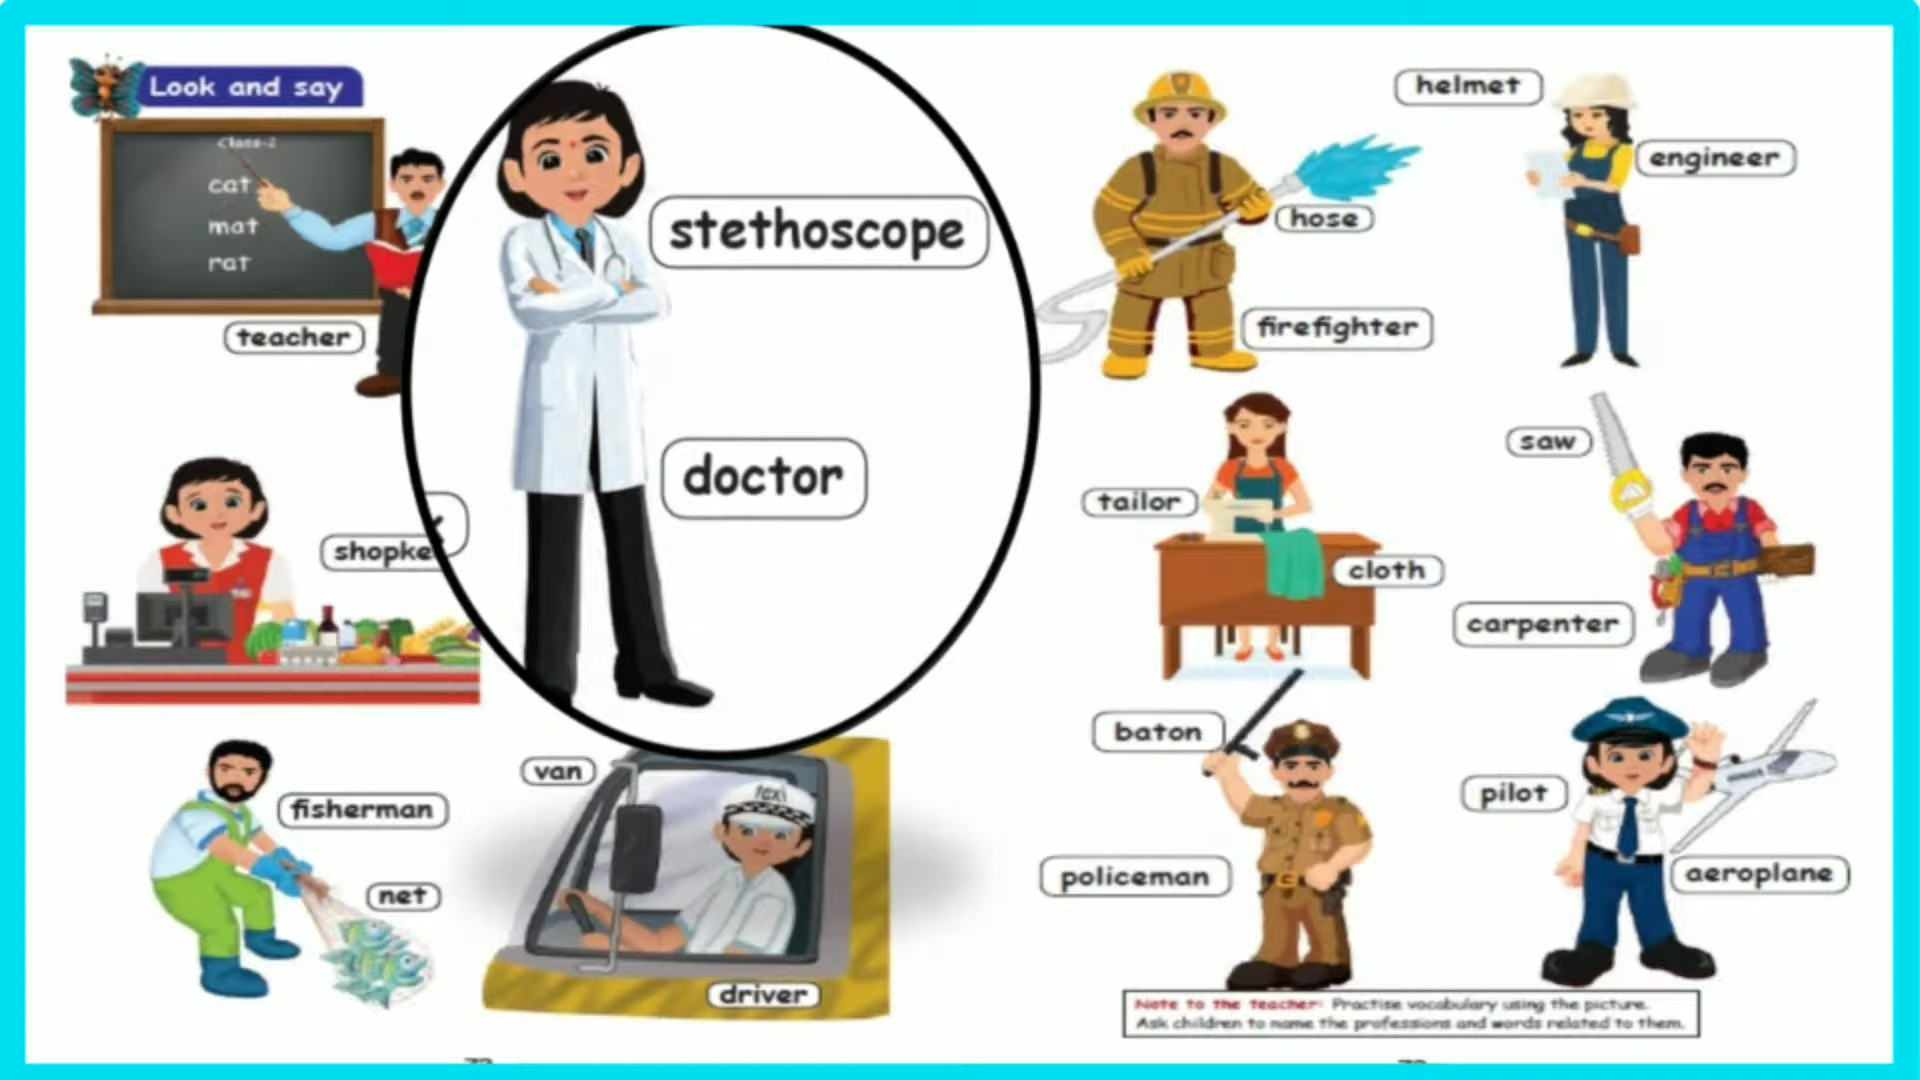 Look and say
Class-2
cat
mat
rat
teacher
stethoscope
doctor
shopke
fisherman
net
van
taxi
driver
hose
firefighter
helmet
engineer
tailor
cloth
saw
carpenter
baton
policeman
pilot
aeroplane
Note to the teacher: Practise vocabulary using the picture.
Ask children to name the professions and words related to them.